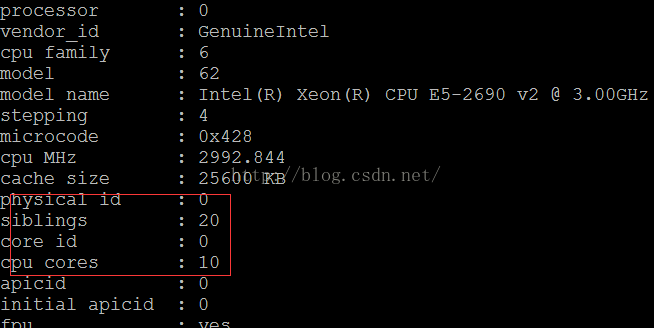 processor : 0
vendor_id : GenuineIntel
cpu family : 6
model : 62
model name : Intel(R) Xeon(R) CPU E5-2690 v2 @ 3.00GHz
stepping : 4
microcode : 0x428
cpu MHz : 2992.844
cache size : 25600 KB
http://blog.csdn.net/
physical id : 0
siblings : 20
core id : 0
cpu cores : 10
apicid : 0
initial apicid : 0
fpu : yes